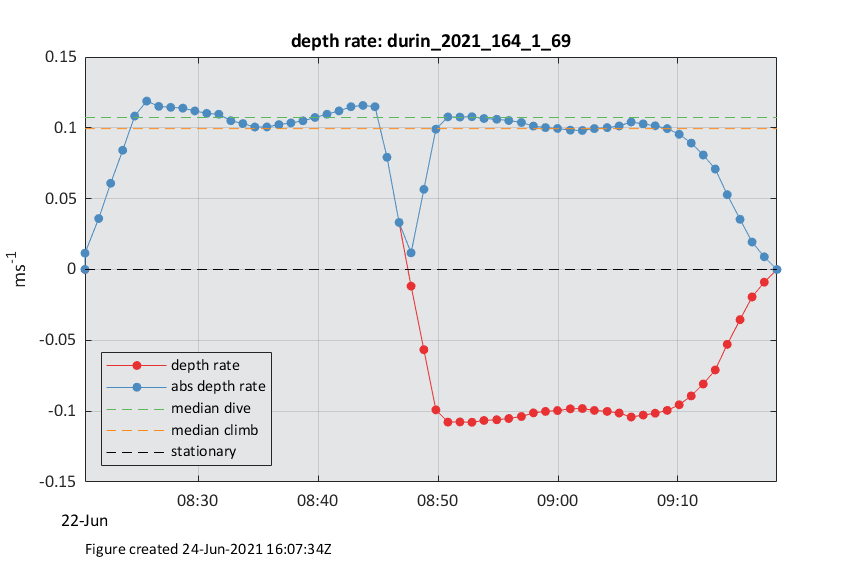 depth rate: durin_2021_164_1_69
0.15
0.1
0.05
0
-0.05
-0.1
-0.15
ms⁻¹
depth rate
abs depth rate
median dive
median climb
stationary
08:30 08:40 08:50 09:00 09:10
22-Jun
Figure created 24-Jun-2021 16:07:34Z